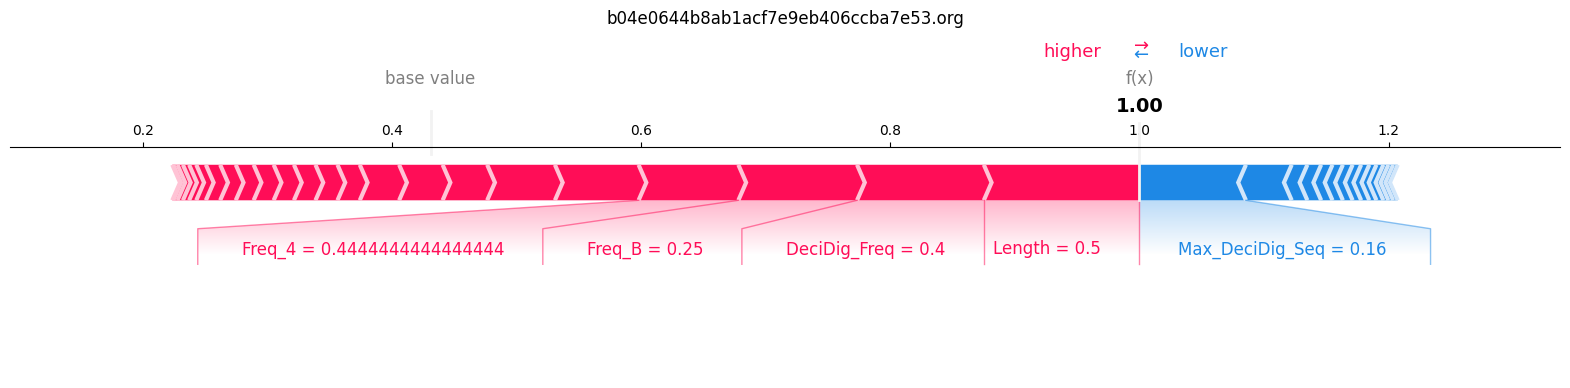 b04e0644b8ab1acf7e9eb406ccba7e53.org
higher ⇄ lower
base value f(x)
1.00
0.2 0.4 0.6 0.8 1.0 1.2
Freq_4 = 0.4444444444444444 Freq_B = 0.25 DeciDig_Freq = 0.4 Length = 0.5 Max_DeciDig_Seq = 0.16